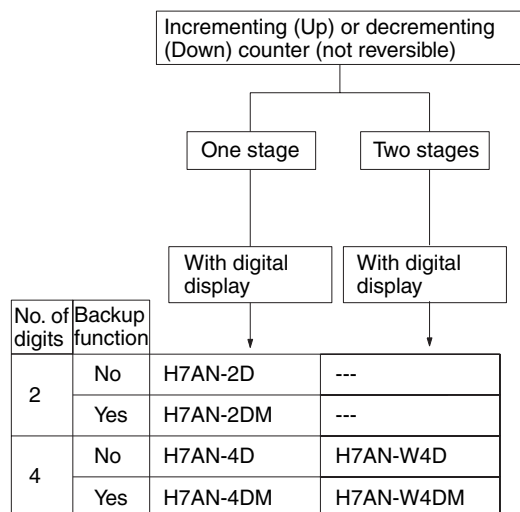 Incrementing (Up) or decrementing
(Down) counter (not reversible)
One stage
Two stages
With digital
display
With digital
display
No. of
digits
Backup
function
2
No
H7AN-2D
---
Yes
H7AN-2DM
---
4
No
H7AN-4D
H7AN-W4D
Yes
H7AN-4DM
H7AN-W4DM